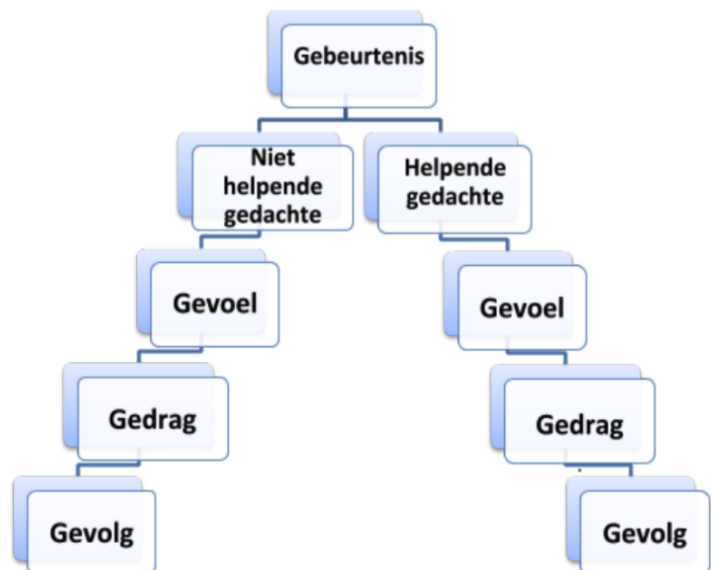 Gebeurtenis
Niet
helpende
gedachte
Helpende
gedachte
Gevoel
Gevoel
Gedrag
Gedrag
Gevolg
Gevolg